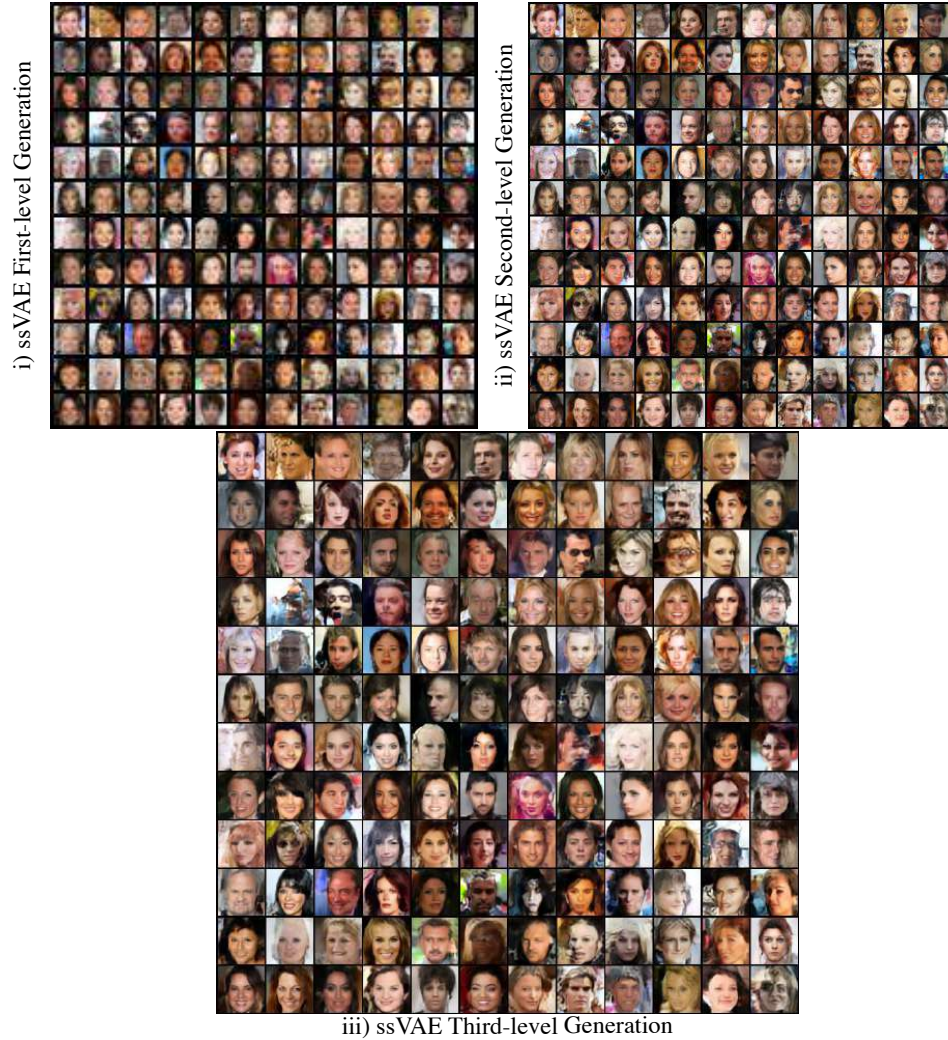 i) ssVAE First-level Generation
ii) ssVAE Second-level Generation
iii) ssVAE Third-level Generation